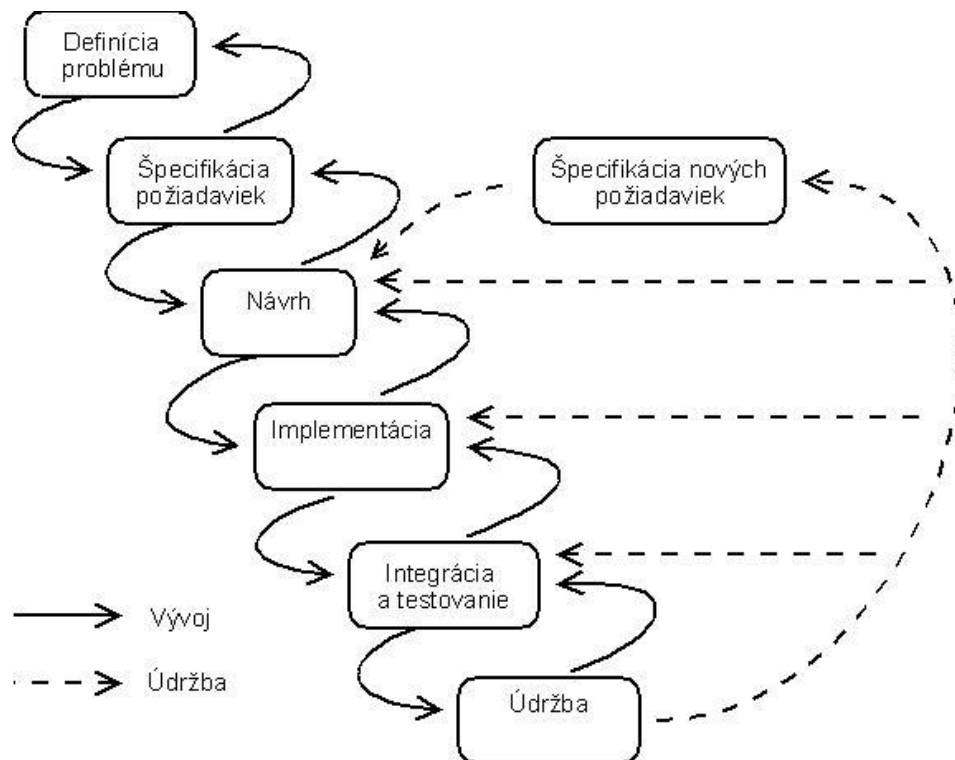 Definícia
problému
Špecifikácia
požiadaviek
Špecifikácia nových
požiadaviek
Návrh
Implementácia
Integrácia
a testovanie
Vývoj
Údržba
Údržba